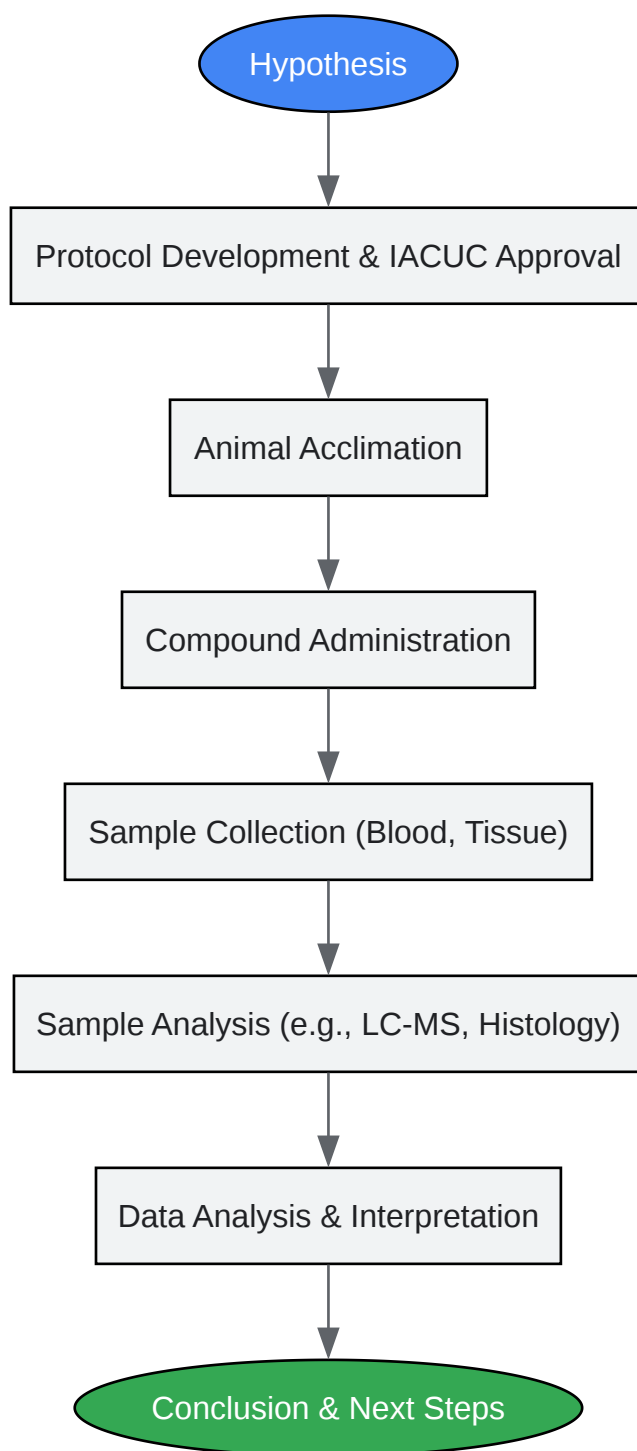 Hypothesis
Protocol Development & IACUC Approval
Animal Acclimation
Compound Administration
Sample Collection (Blood, Tissue)
Sample Analysis (e.g., LC-MS, Histology)
Data Analysis & Interpretation
Conclusion & Next Steps